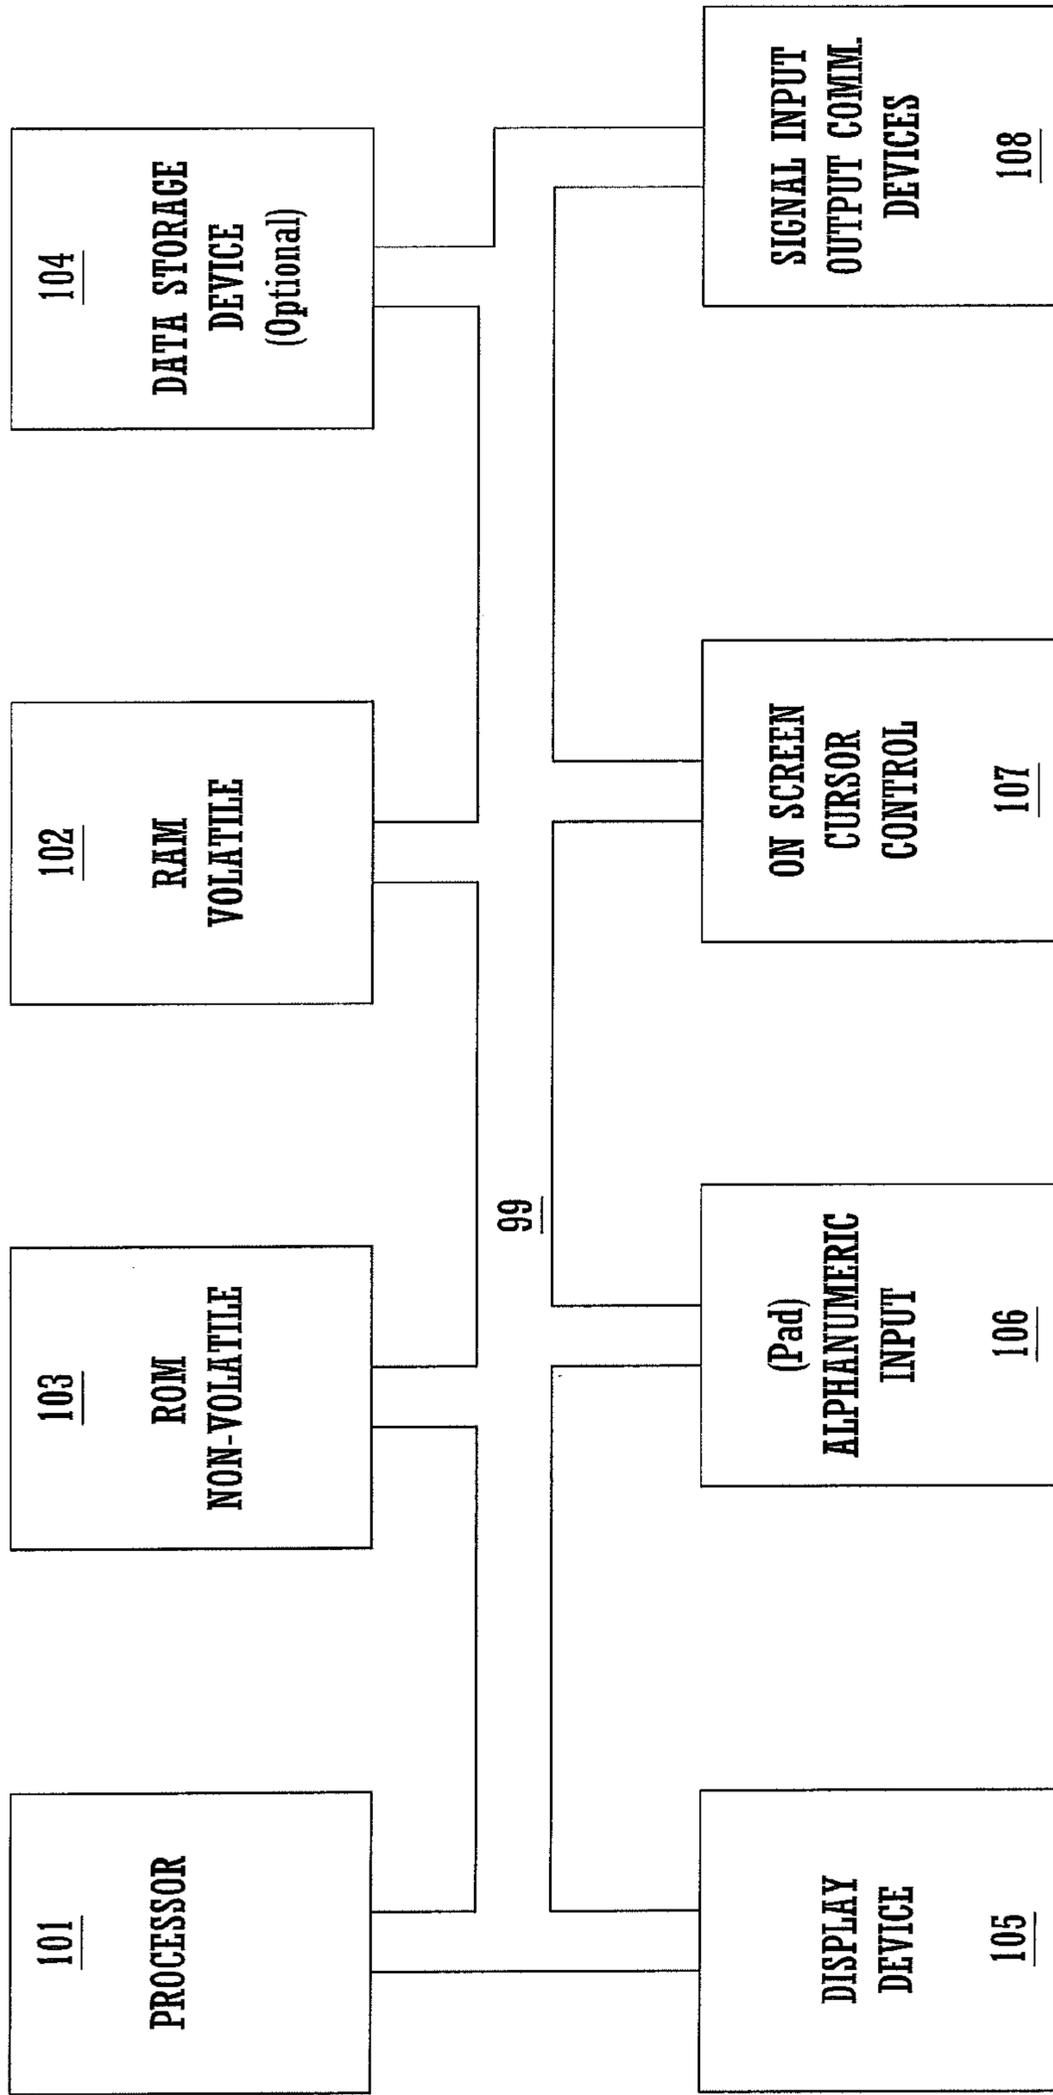 101
PROCESSOR
103
ROM
NON-VOLATILE
102
RAM
VOLATILE
104
DATA STORAGE
DEVICE
(Optional)
99
DISPLAY
DEVICE
105
(Pad)
ALPHANUMERIC
INPUT
106
ON SCREEN
CURSOR
CONTROL
107
SIGNAL INPUT
OUTPUT COMM.
DEVICES
108